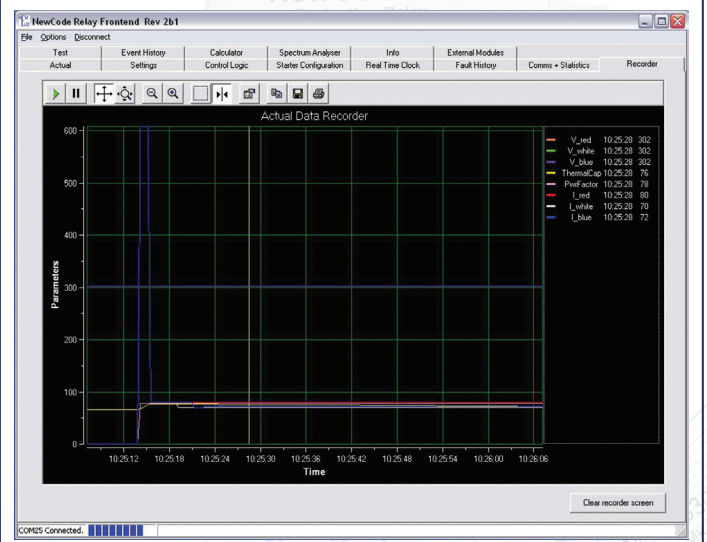 NewCode Relay Frontend Rev 2b1
File Options Disconnect
Test Event History Calculator Spectrum Analyser Info External Modules
Actual Settings Control Logic Starter Configuration Real Time Clock Fault History Comms + Statistics Recorder
Actual Data Recorder
600
500
400
300
200
100
0
Parameters
10:25:12 10:25:18 10:25:24 10:25:30 10:25:36 10:25:42 10:25:48 10:25:54 10:26:00 10:26:06
Time
V_red 10:25:28 302
V_white 10:25:28 302
V_blue 10:25:28 302
ThermalCap 10:25:28 76
PwrFactor 10:25:28 78
I_red 10:25:28 80
I_white 10:25:28 70
I_blue 10:25:28 72
Clear recorder screen
COM25 Connected.